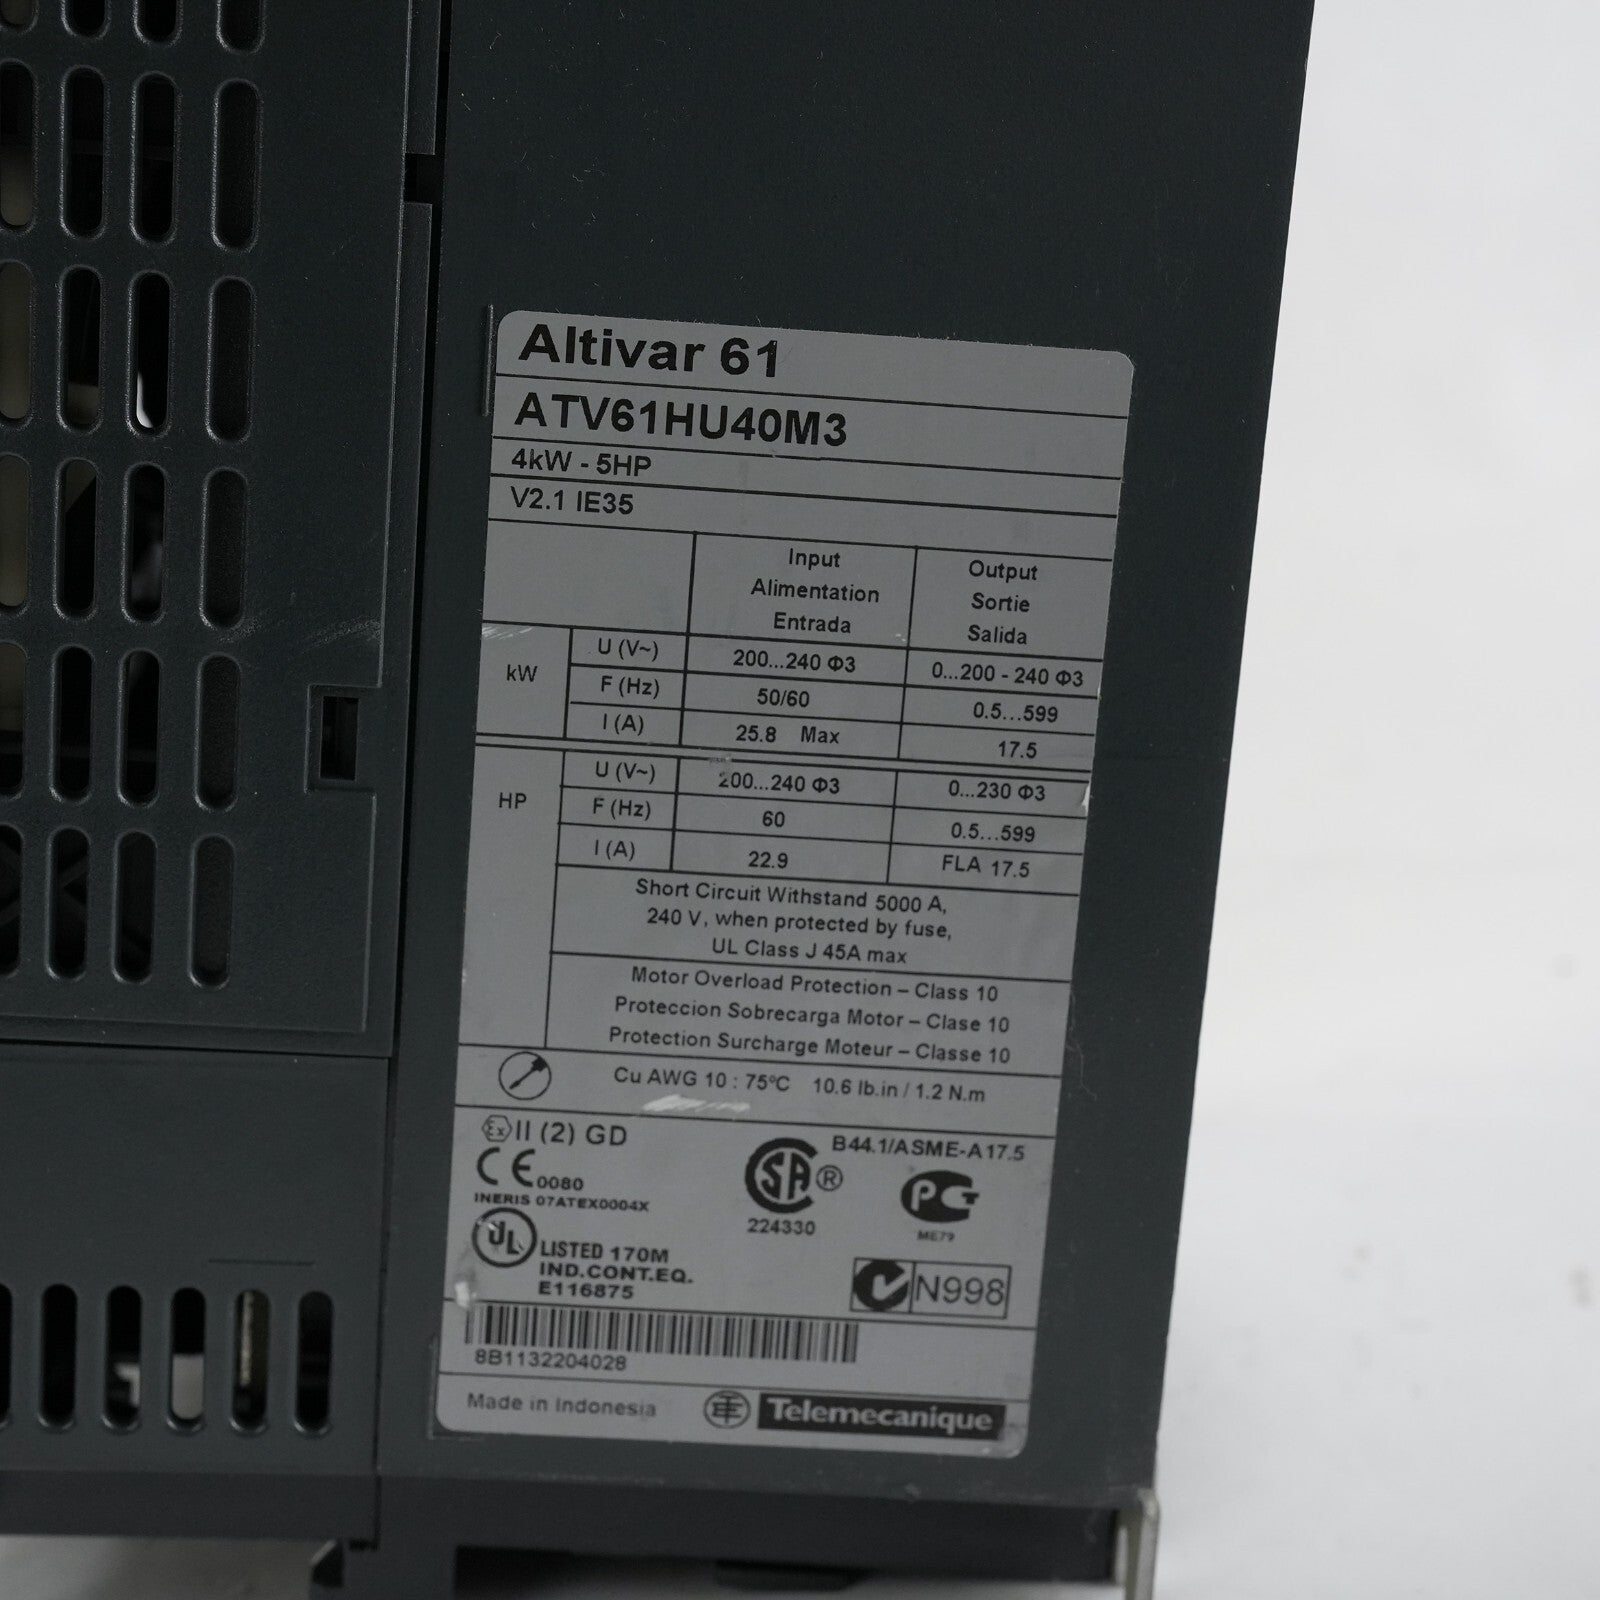 Altivar 61
ATV61HU40M3
4kW - 5HP
V2.1 IE35
Input
Alimentation
Entrada
Output
Sortie
Salida
kW
U (V~) 200...240 Φ3 0...200 - 240 Φ3
F (Hz) 50/60 0.5...599
I (A) 25.8 Max 17.5
HP
U (V~) 200...240 Φ3 0...230 Φ3
F (Hz) 60 0.5...599
I (A) 22.9 FLA 17.5
Short Circuit Withstand 5000 A,
240 V, when protected by fuse,
UL Class J 45A max
Motor Overload Protection – Class 10
Proteccion Sobrecarga Motor – Clase 10
Protection Surcharge Moteur – Classe 10
Cu AWG 10 : 75°C 10.6 lb.in / 1.2 N.m
Ex II (2) GD
CE 0080
INERIS 07ATEX0004X
B44.1/ASME-A17.5
SA ®
224330
PCT
ME79
UL LISTED 170M
IND.CONT.EQ.
E116875
N998
8B1132204028
Made in Indonesia
TE Telemecanique